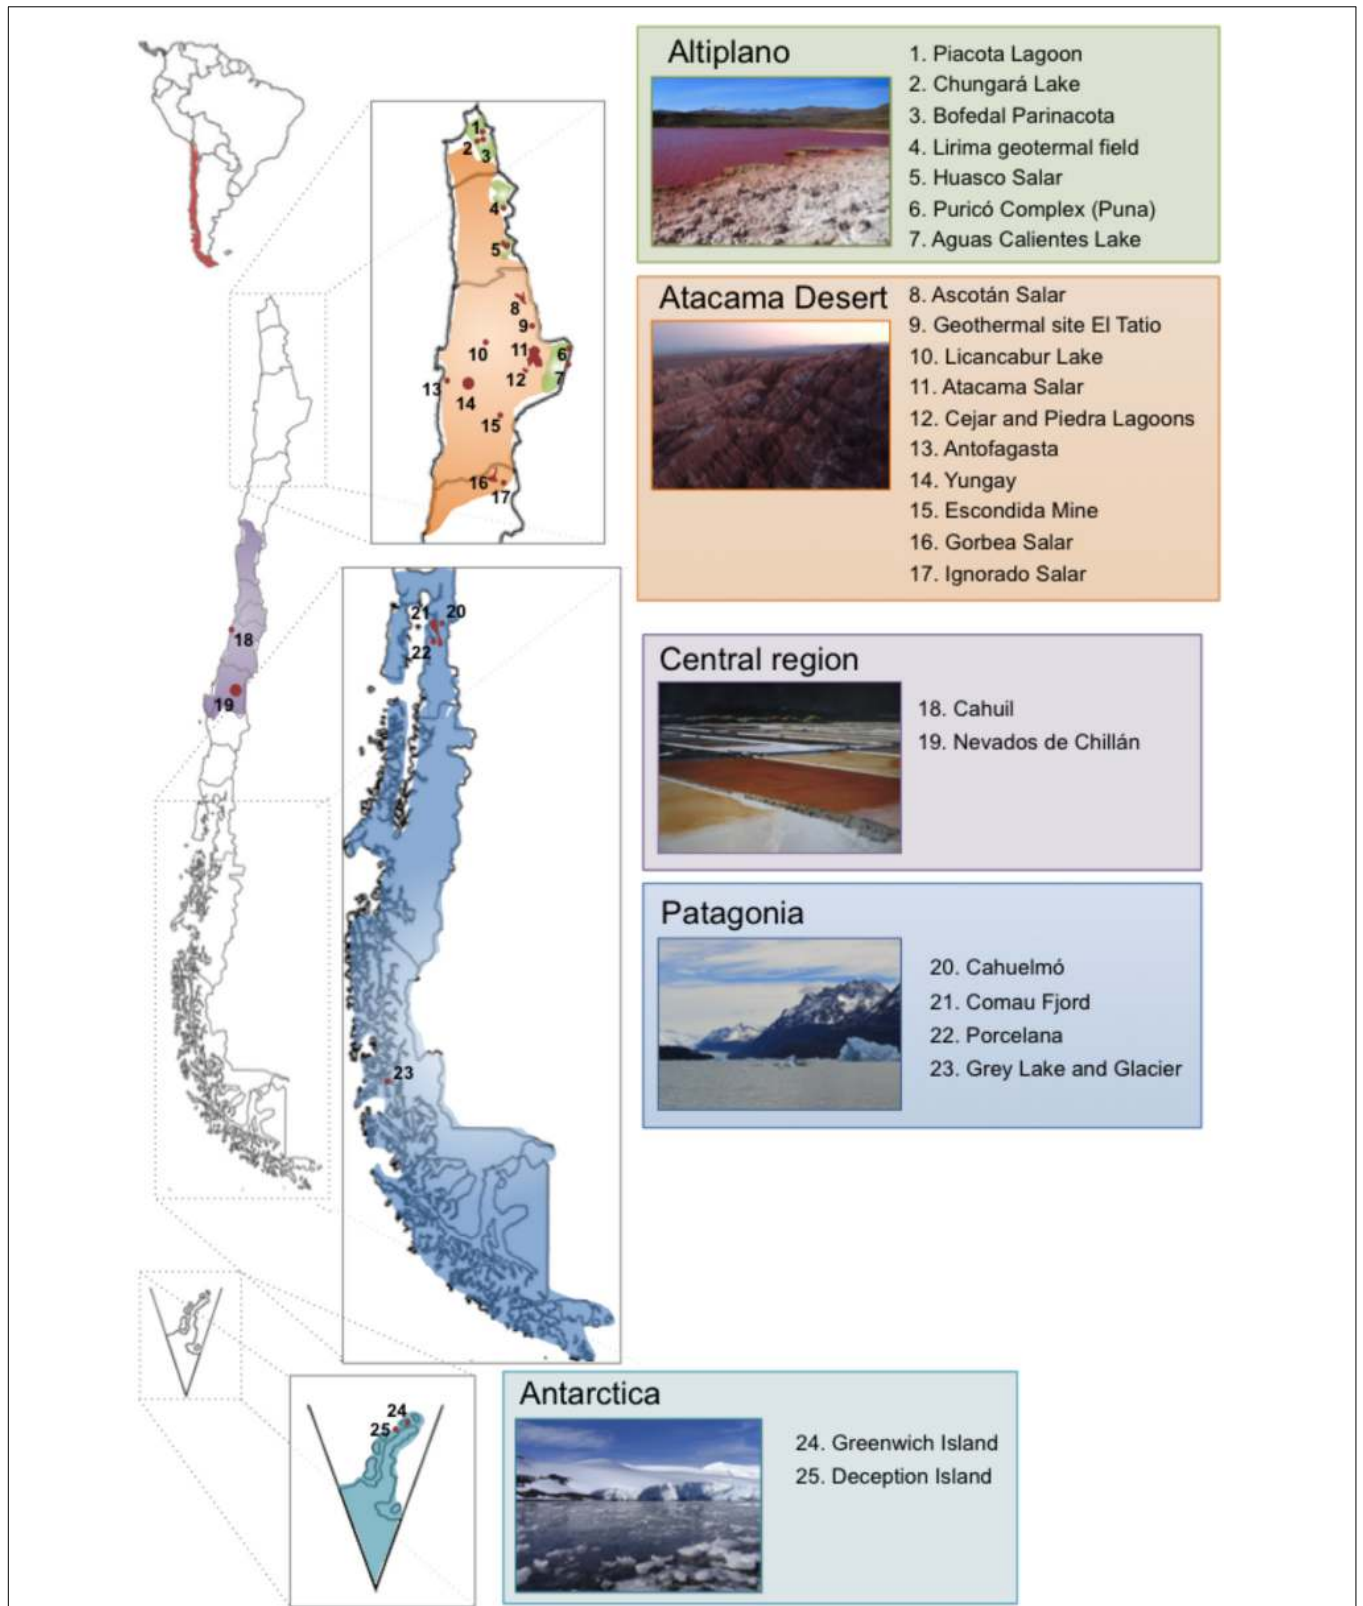 Altiplano
1. Piacota Lagoon
2. Chungará Lake
3. Bofedal Parinacota
4. Lirima geotermal field
5. Huasco Salar
6. Puricó Complex (Puna)
7. Aguas Calientes Lake
Atacama Desert
8. Ascotán Salar
9. Geothermal site El Tatio
10. Licancabur Lake
11. Atacama Salar
12. Cejar and Piedra Lagoons
13. Antofagasta
14. Yungay
15. Escondida Mine
16. Gorbea Salar
17. Ignorado Salar
Central region
18. Cahuil
19. Nevados de Chillán
Patagonia
20. Cahuelmó
21. Comau Fjord
22. Porcelana
23. Grey Lake and Glacier
Antarctica
24. Greenwich Island
25. Deception Island
1
2
3
4
5
8
9
10
11
6
12
7
13
14
15
16
17
18
19
21
20
22
23
24
25